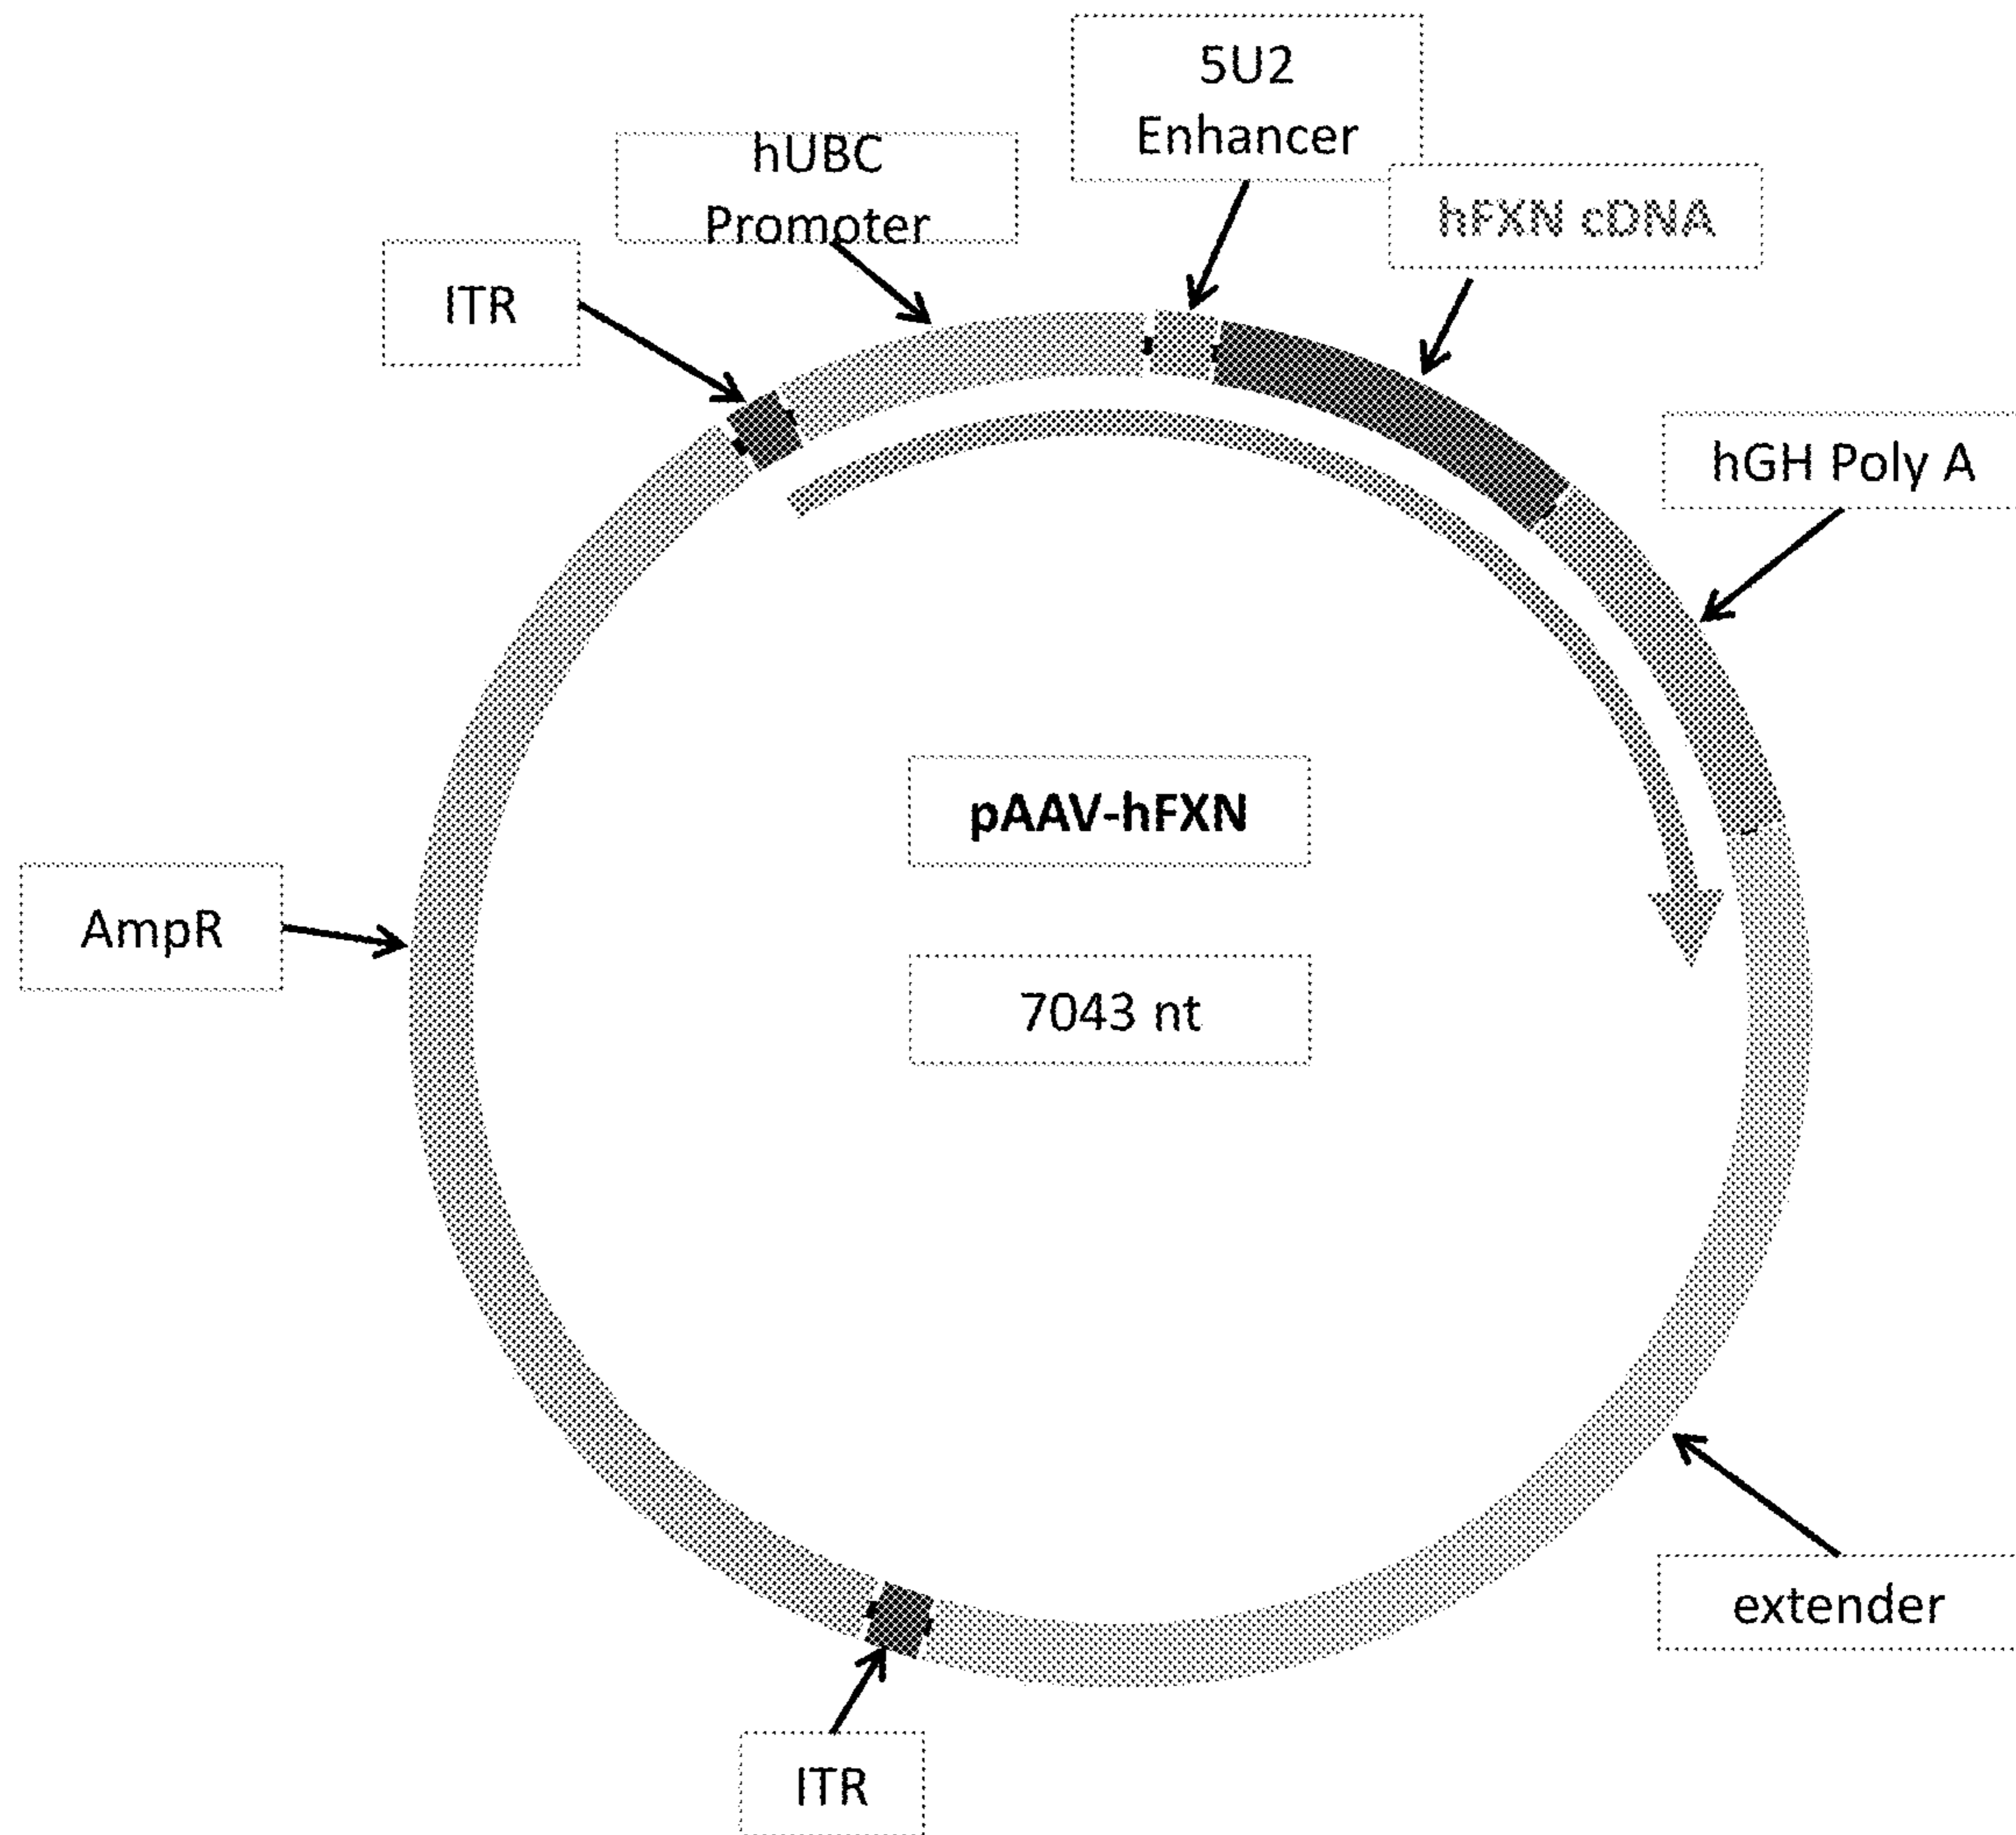 5U2
Enhancer
hUBC
Promoter
hFXN cDNA
ITR
hGH Poly A
pAAV-hFXN
AmpR
7043 nt
extender
ITR